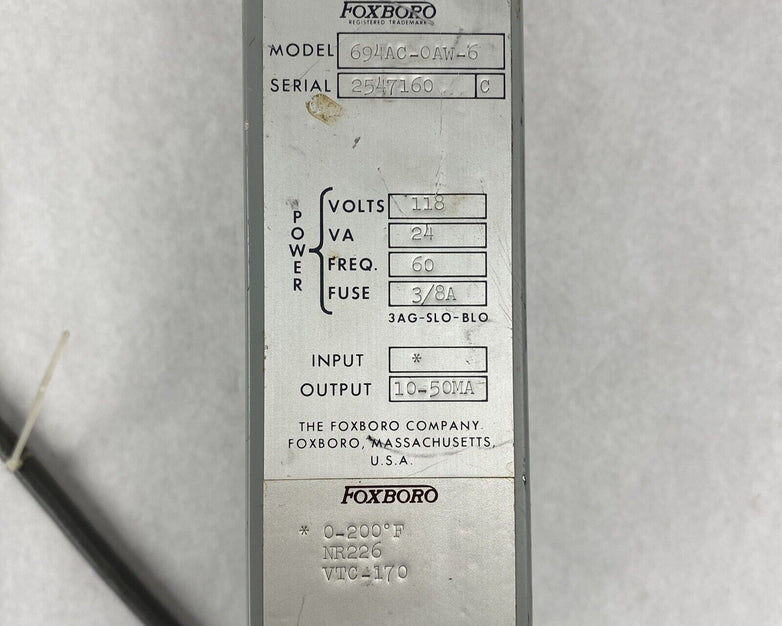 FOXBORO
REGISTERED TRADEMARK
MODEL 694AC-OAW-6
SERIAL 2547160 C
POWER
VOLTS 118
VA 24
FREQ. 60
FUSE 3/8A
3AG-SLO-BLO
INPUT *
OUTPUT 10-50MA
THE FOXBORO COMPANY
FOXBORO, MASSACHUSETTS,
U.S.A.
FOXBORO
* 0-200°F
NR226
VTC-170